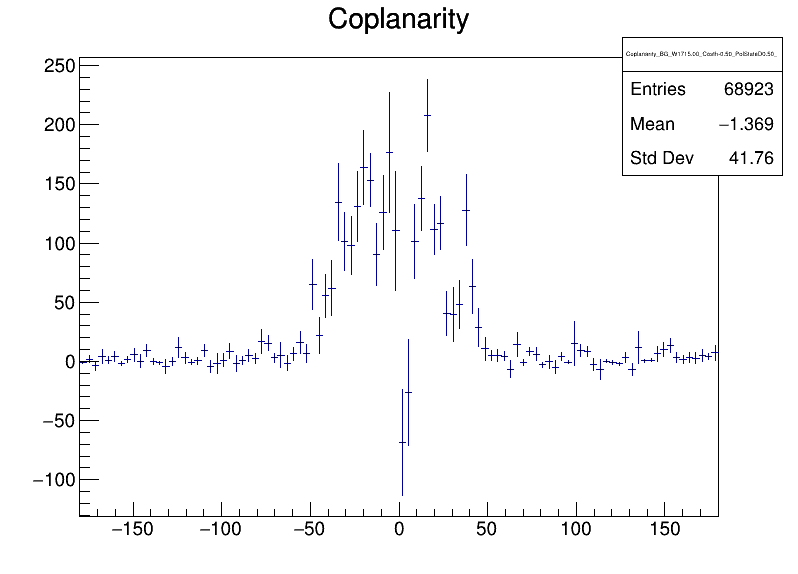 Coplanarity
Coplanarity_BG_W1715.00_Costh-0.50_PolStateD0.50_
Entries 68923
Mean −1.369
Std Dev 41.76
250
200
150
100
50
0
−50
−100
−150 −100 −50 0 50 100 150